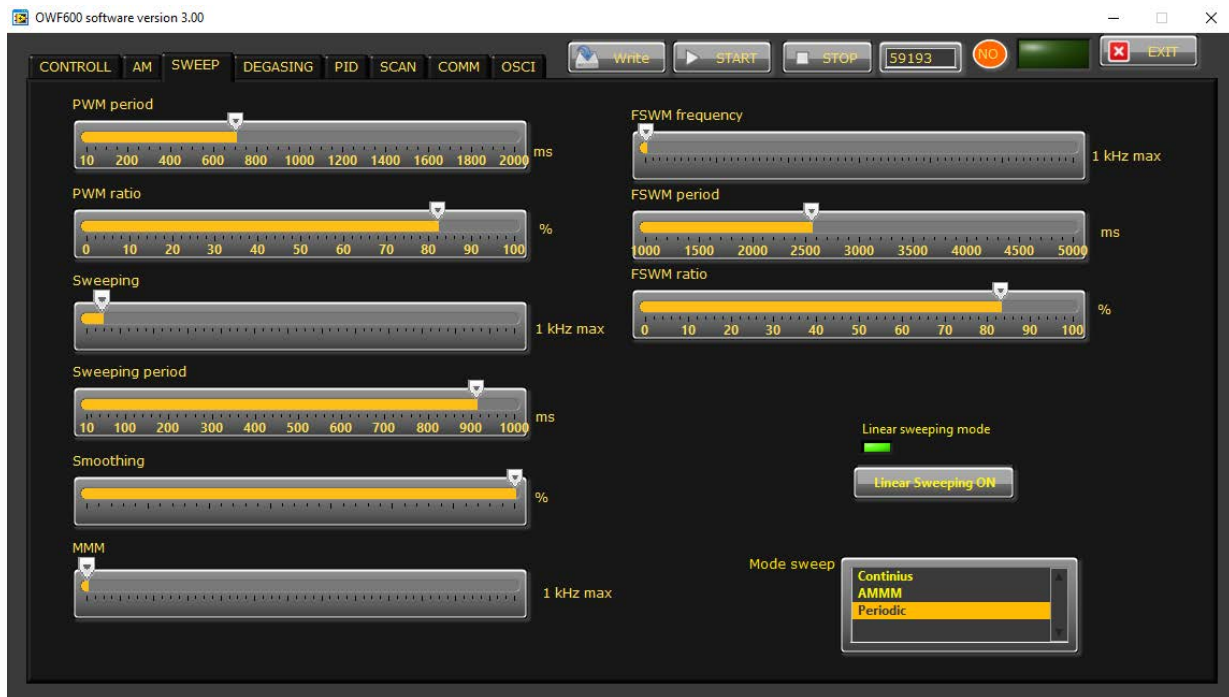 OWF600 software version 3.00
CONTROLL AM SWEEP DEGASING PID SCAN COMM OSCI Write START STOP 59193 NO EXIT
PWM period
10 200 400 600 800 1000 1200 1400 1600 1800 2000 ms
PWM ratio
0 10 20 30 40 50 60 70 80 90 100 %
Sweeping
1 kHz max
Sweeping period
10 100 200 300 400 500 600 700 800 900 1000 ms
Smoothing
%
MMM
1 kHz max
FSWM frequency
1 kHz max
FSWM period
1000 1500 2000 2500 3000 3500 4000 4500 5000 ms
FSWM ratio
0 10 20 30 40 50 60 70 80 90 100 %
Linear sweeping mode
Linear Sweeping ON
Mode sweep
Continius
AMMM
Periodic